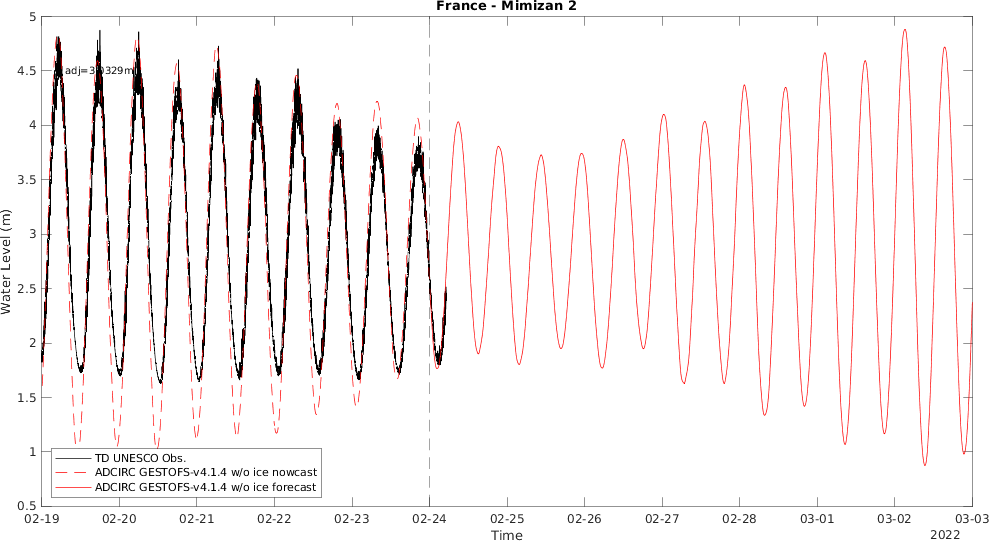 France - Mimizan 2
Water Level (m)
5
4.5
4
3.5
3
2.5
2
1.5
1
0.5
adj=3.0329m
TD UNESCO Obs.
ADCIRC GESTOFS-v4.1.4 w/o ice nowcast
ADCIRC GESTOFS-v4.1.4 w/o ice forecast
02-19 02-20 02-21 02-22 02-23 02-24 02-25 02-26 02-27 02-28 03-01 03-02 03-03
Time
2022